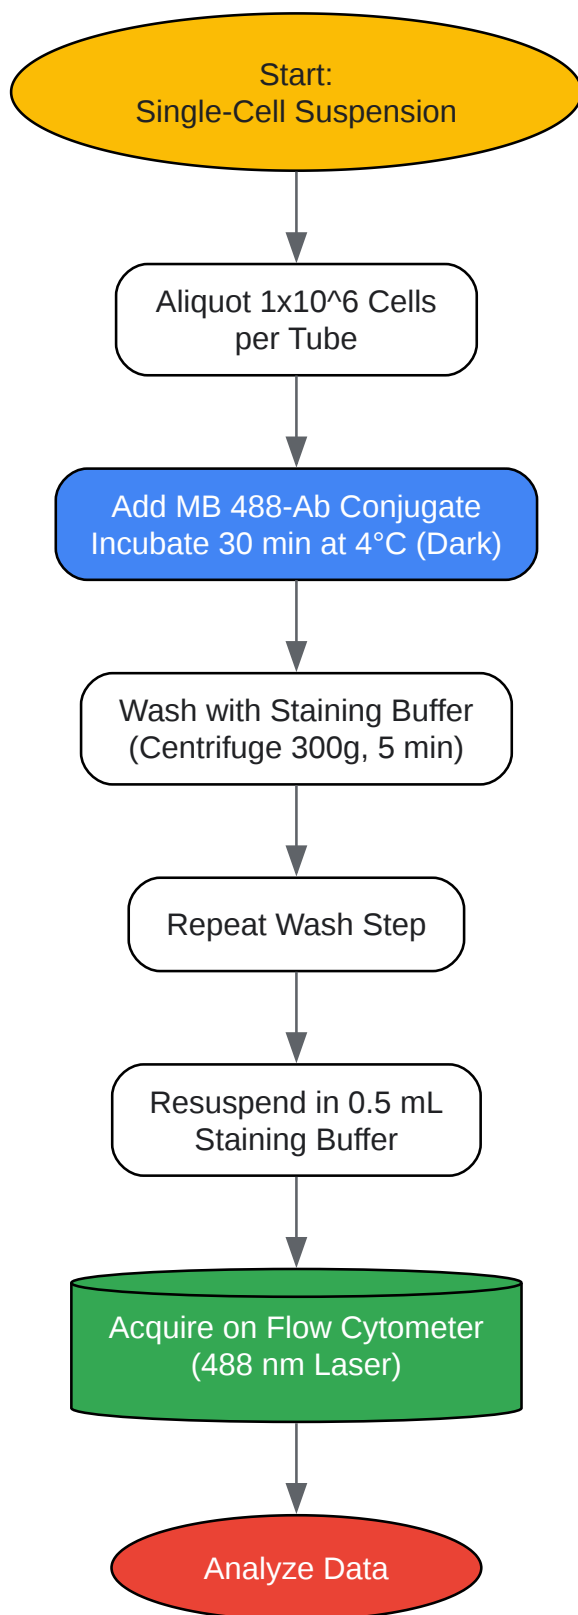 Start:
Single-Cell Suspension
Aliquot 1x10^6 Cells
per Tube
Add MB 488-Ab Conjugate
Incubate 30 min at 4°C (Dark)
Wash with Staining Buffer
(Centrifuge 300g, 5 min)
Repeat Wash Step
Resuspend in 0.5 mL
Staining Buffer
Acquire on Flow Cytometer
(488 nm Laser)
Analyze Data